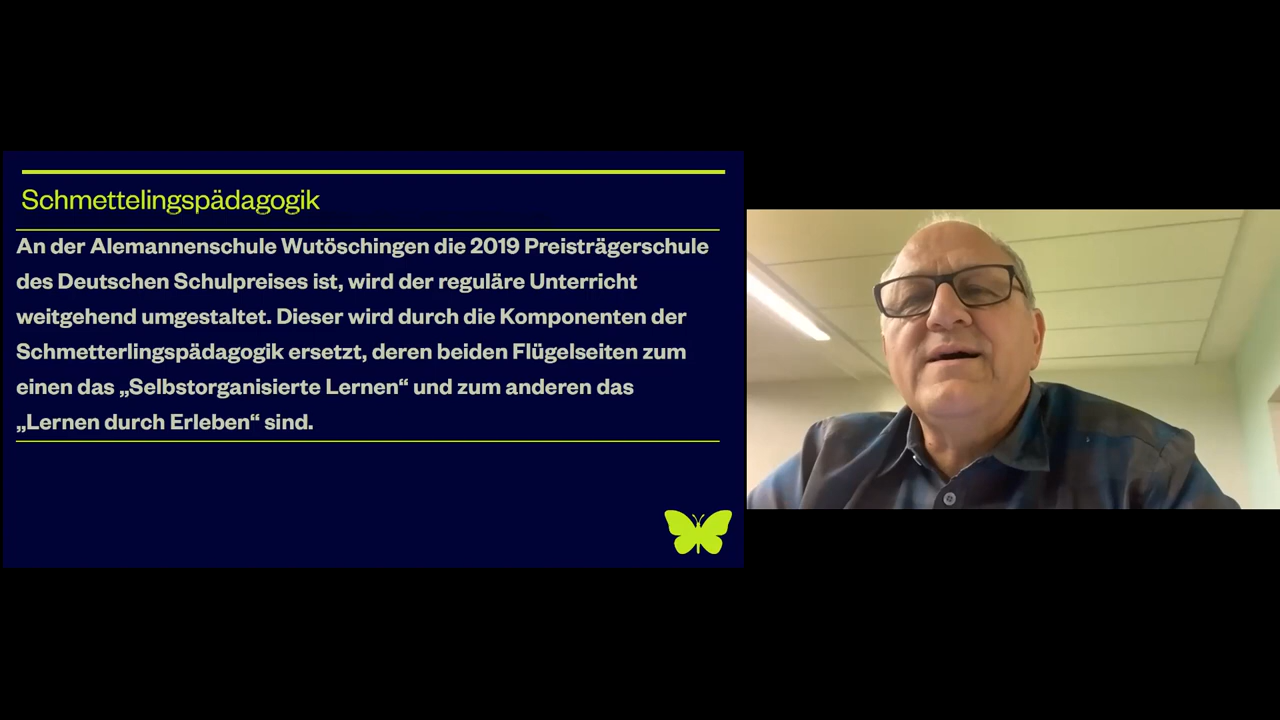 Schmettelingspädagogik
An der Alemannenschule Wutöschingen die 2019 Preisträgerschule
des Deutschen Schulpreises ist, wird der reguläre Unterricht
weitgehend umgestaltet. Dieser wird durch die Komponenten der
Schmetterlingspädagogik ersetzt, deren beiden Flügelseiten zum
einen das „Selbstorganisierte Lernen“ und zum anderen das
„Lernen durch Erleben“ sind.